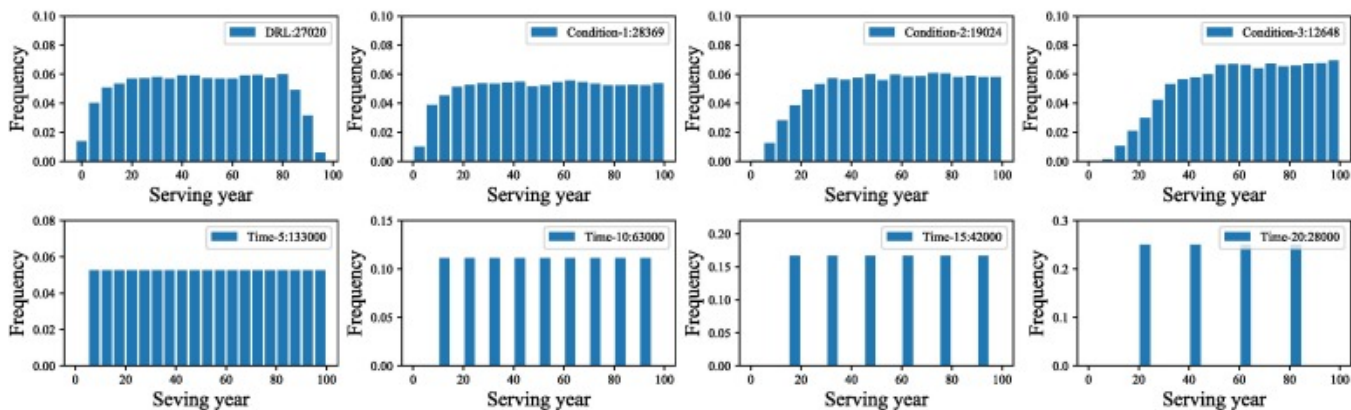 0.10
0.08
0.06
0.04
0.02
0.00
Frequency
DRL:27020
0 20 40 60 80 100
Serving year
0.10
0.08
0.06
0.04
0.02
0.00
Frequency
Condition-1:28369
0 20 40 60 80 100
Serving year
0.10
0.08
0.06
0.04
0.02
0.00
Frequency
Condition-2:19024
0 20 40 60 80 100
Serving year
0.10
0.08
0.06
0.04
0.02
0.00
Frequency
Condition-3:12648
0 20 40 60 80 100
Serving year
0.08
0.06
0.04
0.02
0.00
Frequency
Time-5:133000
0 20 40 60 80 100
Seving year
0.15
0.10
0.05
0.00
Frequency
Time-10:63000
0 20 40 60 80 100
Serving year
0.20
0.15
0.10
0.05
0.00
Frequency
Time-15:42000
0 20 40 60 80 100
Serving year
0.3
0.2
0.1
0.0
Frequency
Time-20:28000
0 20 40 60 80 100
Serving year